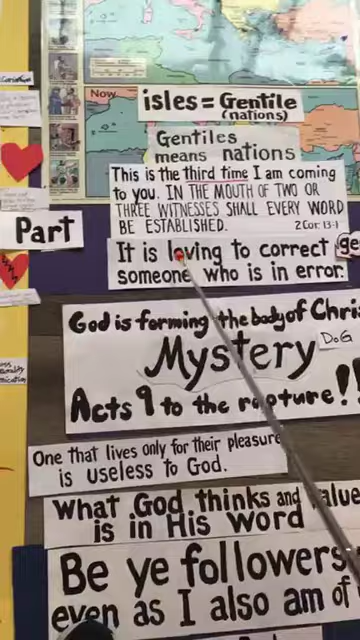 Now
isles = Gentile
(nations)
Gentiles
means nations
This is the third time I am coming
to you. IN THE MOUTH OF TWO OR
THREE WITNESSES SHALL EVERY WORD
BE ESTABLISHED. 2 Cor. 13-1
Part
It is loving to correct
someone who is in error.
God is forming the body of Chris
Mystery
DoG
Acts 9 to the rapture!!
One that lives only for their pleasure
is useless to God.
What God thinks and value
is in His word
Be ye followers
even as I also am of